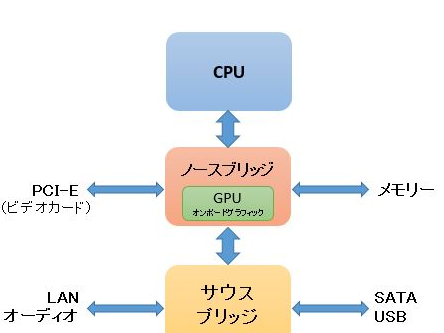 CPU
ノースブリッジ
GPU
オンボードグラフィック
PCI-E
(ビデオカード)
メモリー
サウス
ブリッジ
LAN
オーディオ
SATA
USB